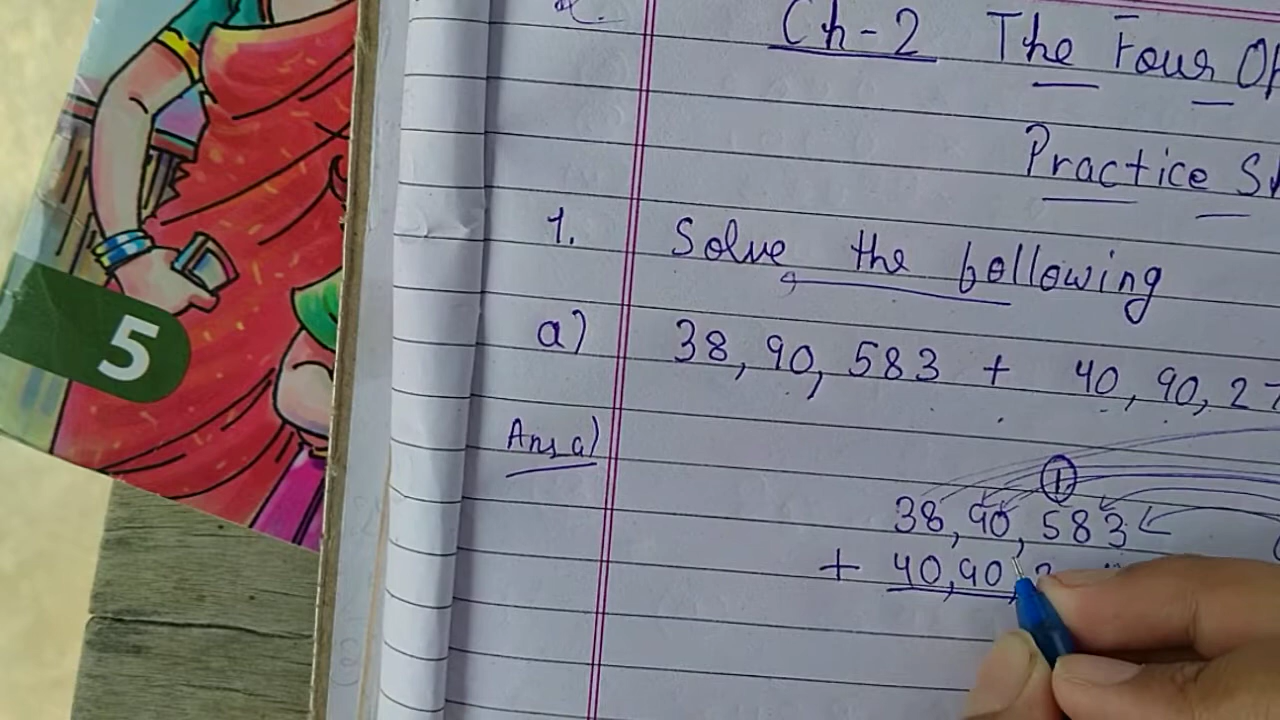 Ch-2 The Four
Practice
1. Solve the following
a) 38,90,583 + 40,90,27
Ans a)
1
38,90,583
+ 40,90,
5